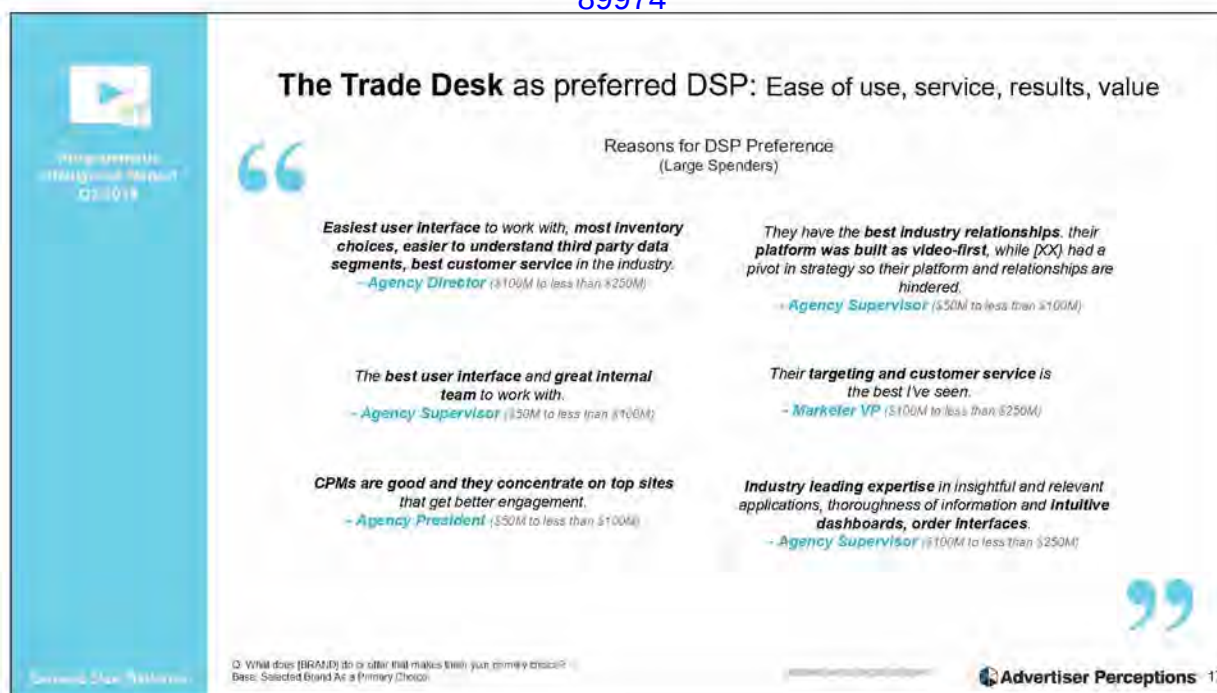 89974
The Trade Desk as preferred DSP: Ease of use, service, results, value
Reasons for DSP Preference
(Large Spenders)
Easiest user interface to work with, most inventory
choices, easier to understand third party data
segments, best customer service in the industry.
- Agency Director ($100M to less than $250M)
They have the best industry relationships. their
platform was built as video-first, while [XX} had a
pivot in strategy so their platform and relationships are
hindered.
- Agency Supervisor ($50M to less than $100M)
The best user interface and great internal
team to work with.
- Agency Supervisor ($50M to less than $100M)
Their targeting and customer service is
the best I've seen.
- Marketer VP ($100M to less than $250M)
CPMs are good and they concentrate on top sites
that get better engagement.
- Agency President ($50M to less than $100M)
Industry leading expertise in insightful and relevant
applications, thoroughness of information and intuitive
dashboards, order interfaces.
- Agency Supervisor ($100M to less than $250M)
Q. What does [BRAND] do or offer that makes them your primary choice?
Base: Selected Brand As a Primary Choice
Advertiser Perceptions